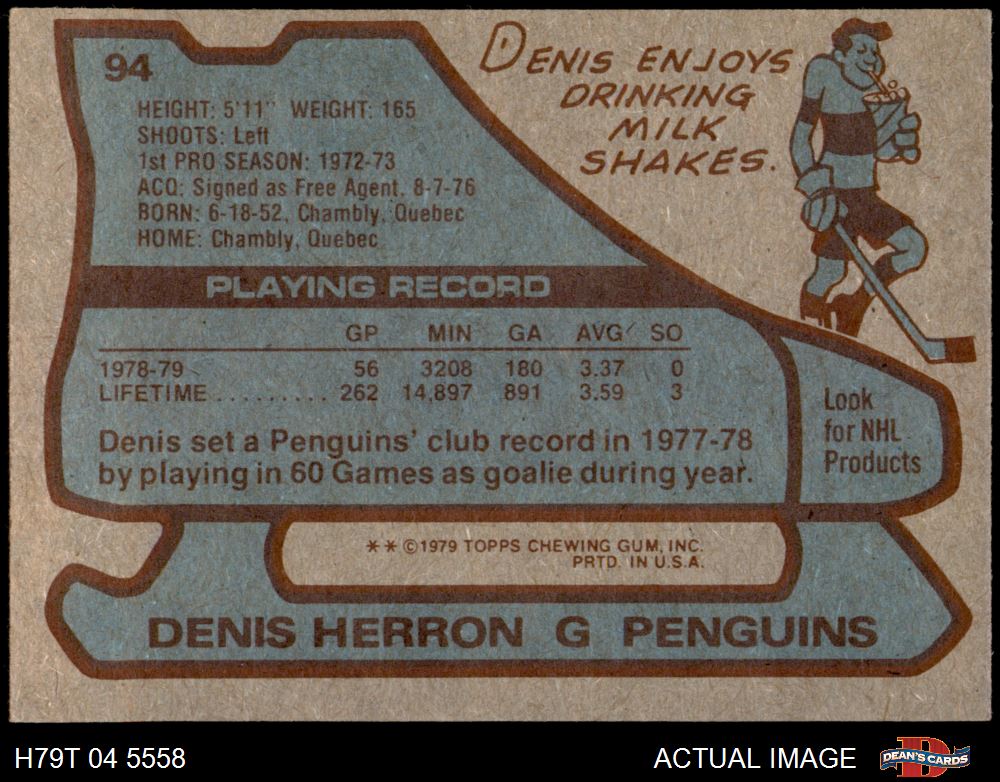 94
DENIS ENJOYS
DRINKING
MILK
SHAKES.
HEIGHT: 5'11" WEIGHT: 165
SHOOTS: Left
1st PRO SEASON: 1972-73
ACQ: Signed as Free Agent, 8-7-76
BORN: 6-18-52, Chambly, Quebec
HOME: Chambly, Quebec
PLAYING RECORD
GP MIN GA AVG SO
1978-79 56 3208 180 3.37 0
LIFETIME ......... 262 14,897 891 3.59 3
Denis set a Penguins' club record in 1977-78
by playing in 60 Games as goalie during year.
Look
for NHL
Products
**©1979 TOPPS CHEWING GUM, INC.
PRTD. IN U.S.A.
DENIS HERRON G PENGUINS
H79T 04 5558
ACTUAL IMAGE
D
DEAN'S CARDS